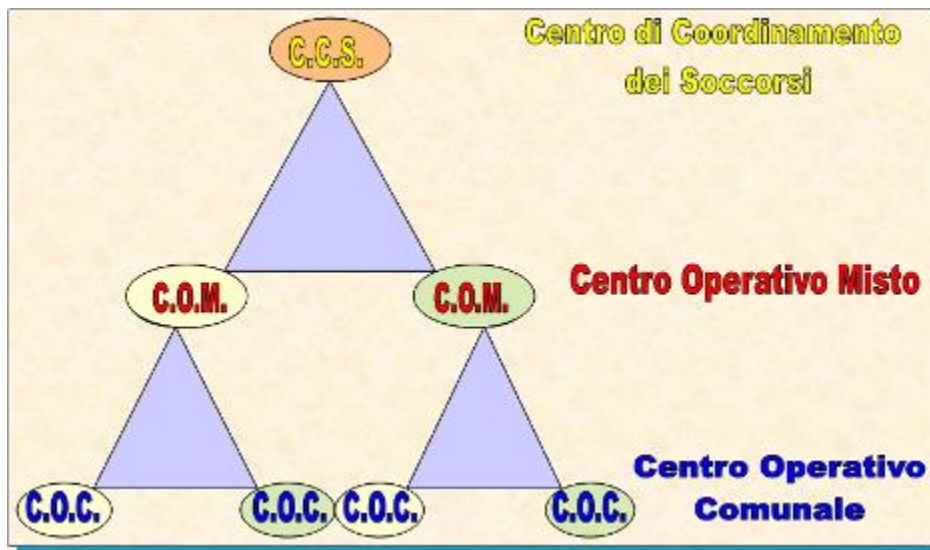 C.C.S.
Centro di Coordinamento
dei Soccorsi
C.O.M.
C.O.M.
Centro Operativo Misto
C.O.C.
C.O.C.
C.O.C.
C.O.C.
Centro Operativo
Comunale